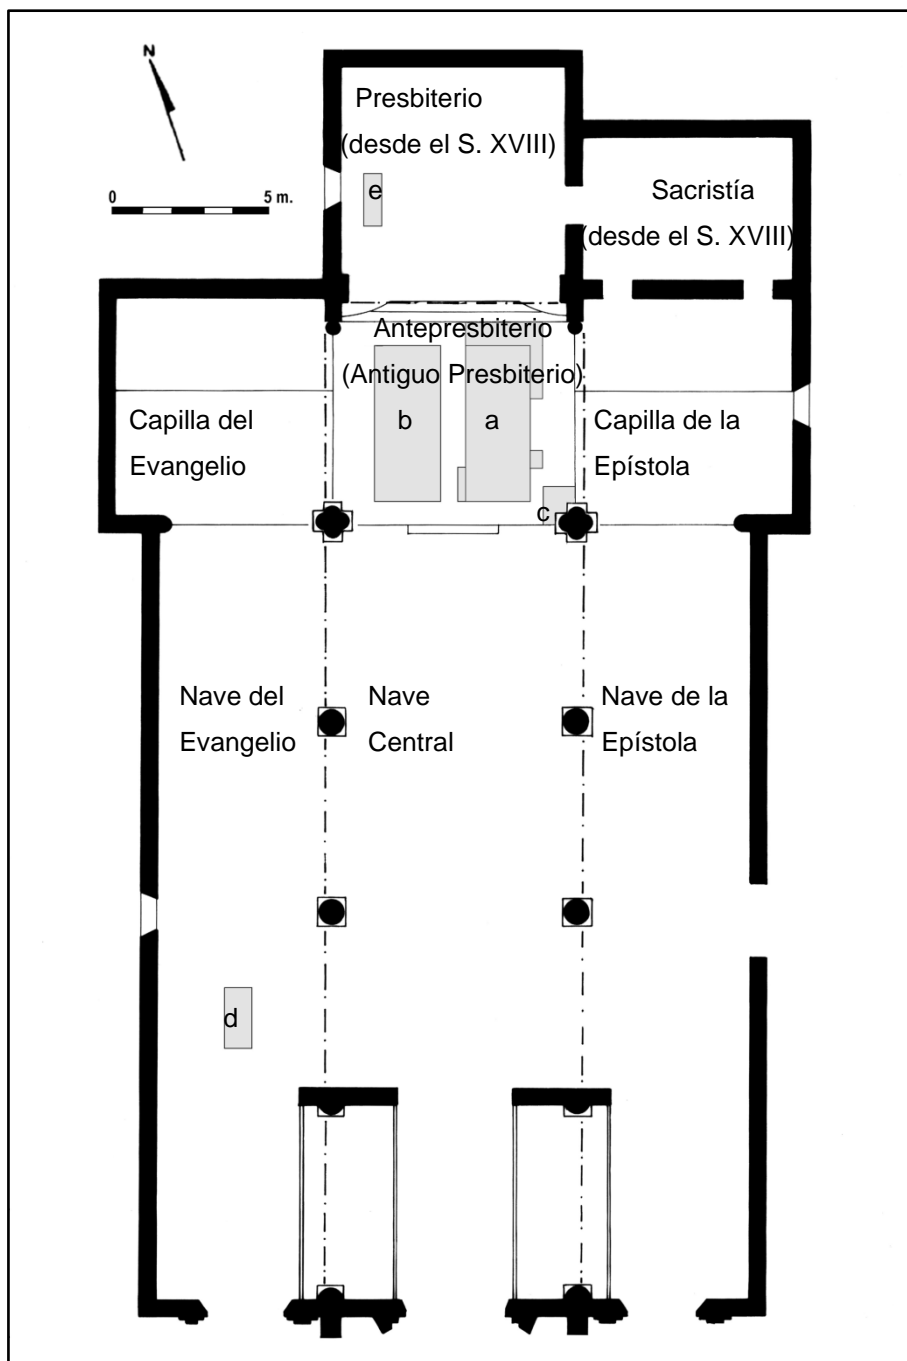 N
0 5 m.
Presbiterio
(desde el S. XVIII)
e
Sacristía
(desde el S. XVIII)
Antepresbiterio
(Antiguo Presbiterio)
b a
c
Capilla del
Evangelio
Capilla de la
Epístola
Nave del
Evangelio
Nave
Central
Nave de la
Epístola
d